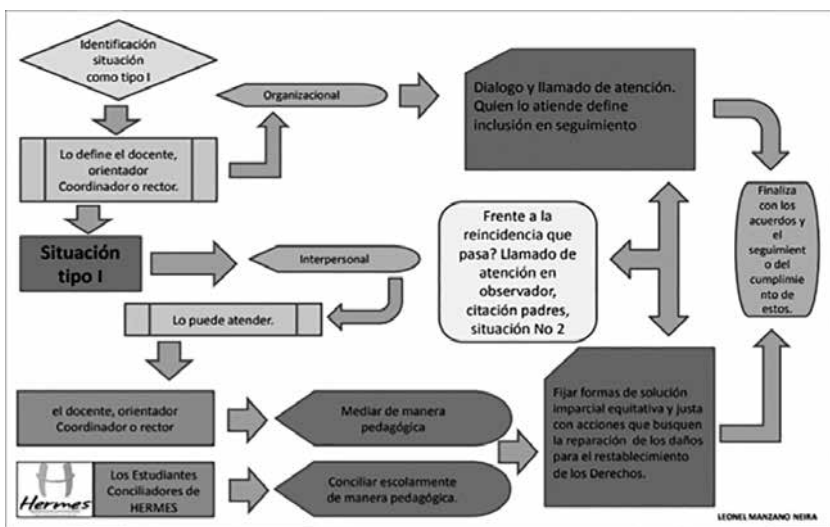 Identificación
situación
como tipo I
Organizacional
Dialogo y llamado de atención.
Quien lo atiende define
inclusión en seguimiento
Lo define el docente,
orientador
Coordinador o rector.
Finaliza
con los
acuerdos y
el
seguimient
o del
cumplimie
nto de
estos.
Frente a la
reincidencia que
pasa? Llamado de
atención en
observador,
citación padres,
situación No 2
Situación
tipo I
Interpersonal
Lo puede atender.
el docente, orientador
Coordinador o rector
Mediar de manera
pedagógica
Fijar formas de solución
imparcial equitativa y justa
con acciones que busquen
la reparación de los daños
para el restablecimiento
de los Derechos.
Hermes
Los Estudiantes
Conciliadores de
HERMES
Conciliar escolarmente
de manera pedagógica.
LEONEL MANZANO NEIRA